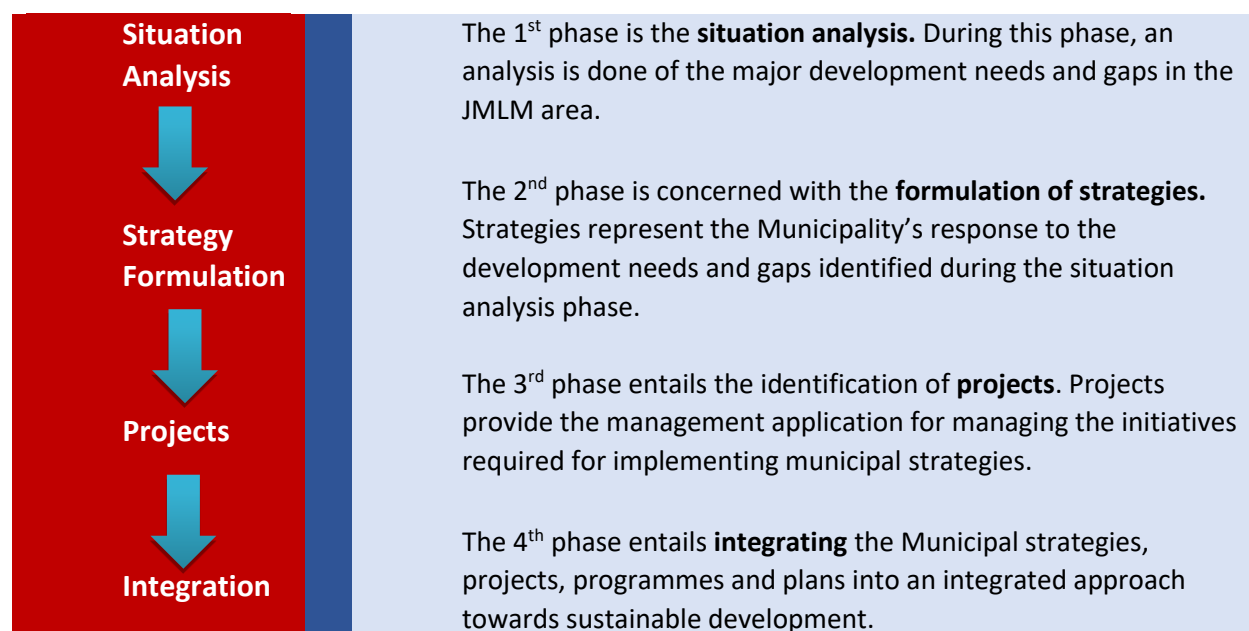 Situation
Analysis
The 1st phase is the situation analysis. During this phase, an
analysis is done of the major development needs and gaps in the
JMLM area.
Strategy
Formulation
The 2nd phase is concerned with the formulation of strategies.
Strategies represent the Municipality’s response to the
development needs and gaps identified during the situation
analysis phase.
Projects
The 3rd phase entails the identification of projects. Projects
provide the management application for managing the initiatives
required for implementing municipal strategies.
Integration
The 4th phase entails integrating the Municipal strategies,
projects, programmes and plans into an integrated approach
towards sustainable development.